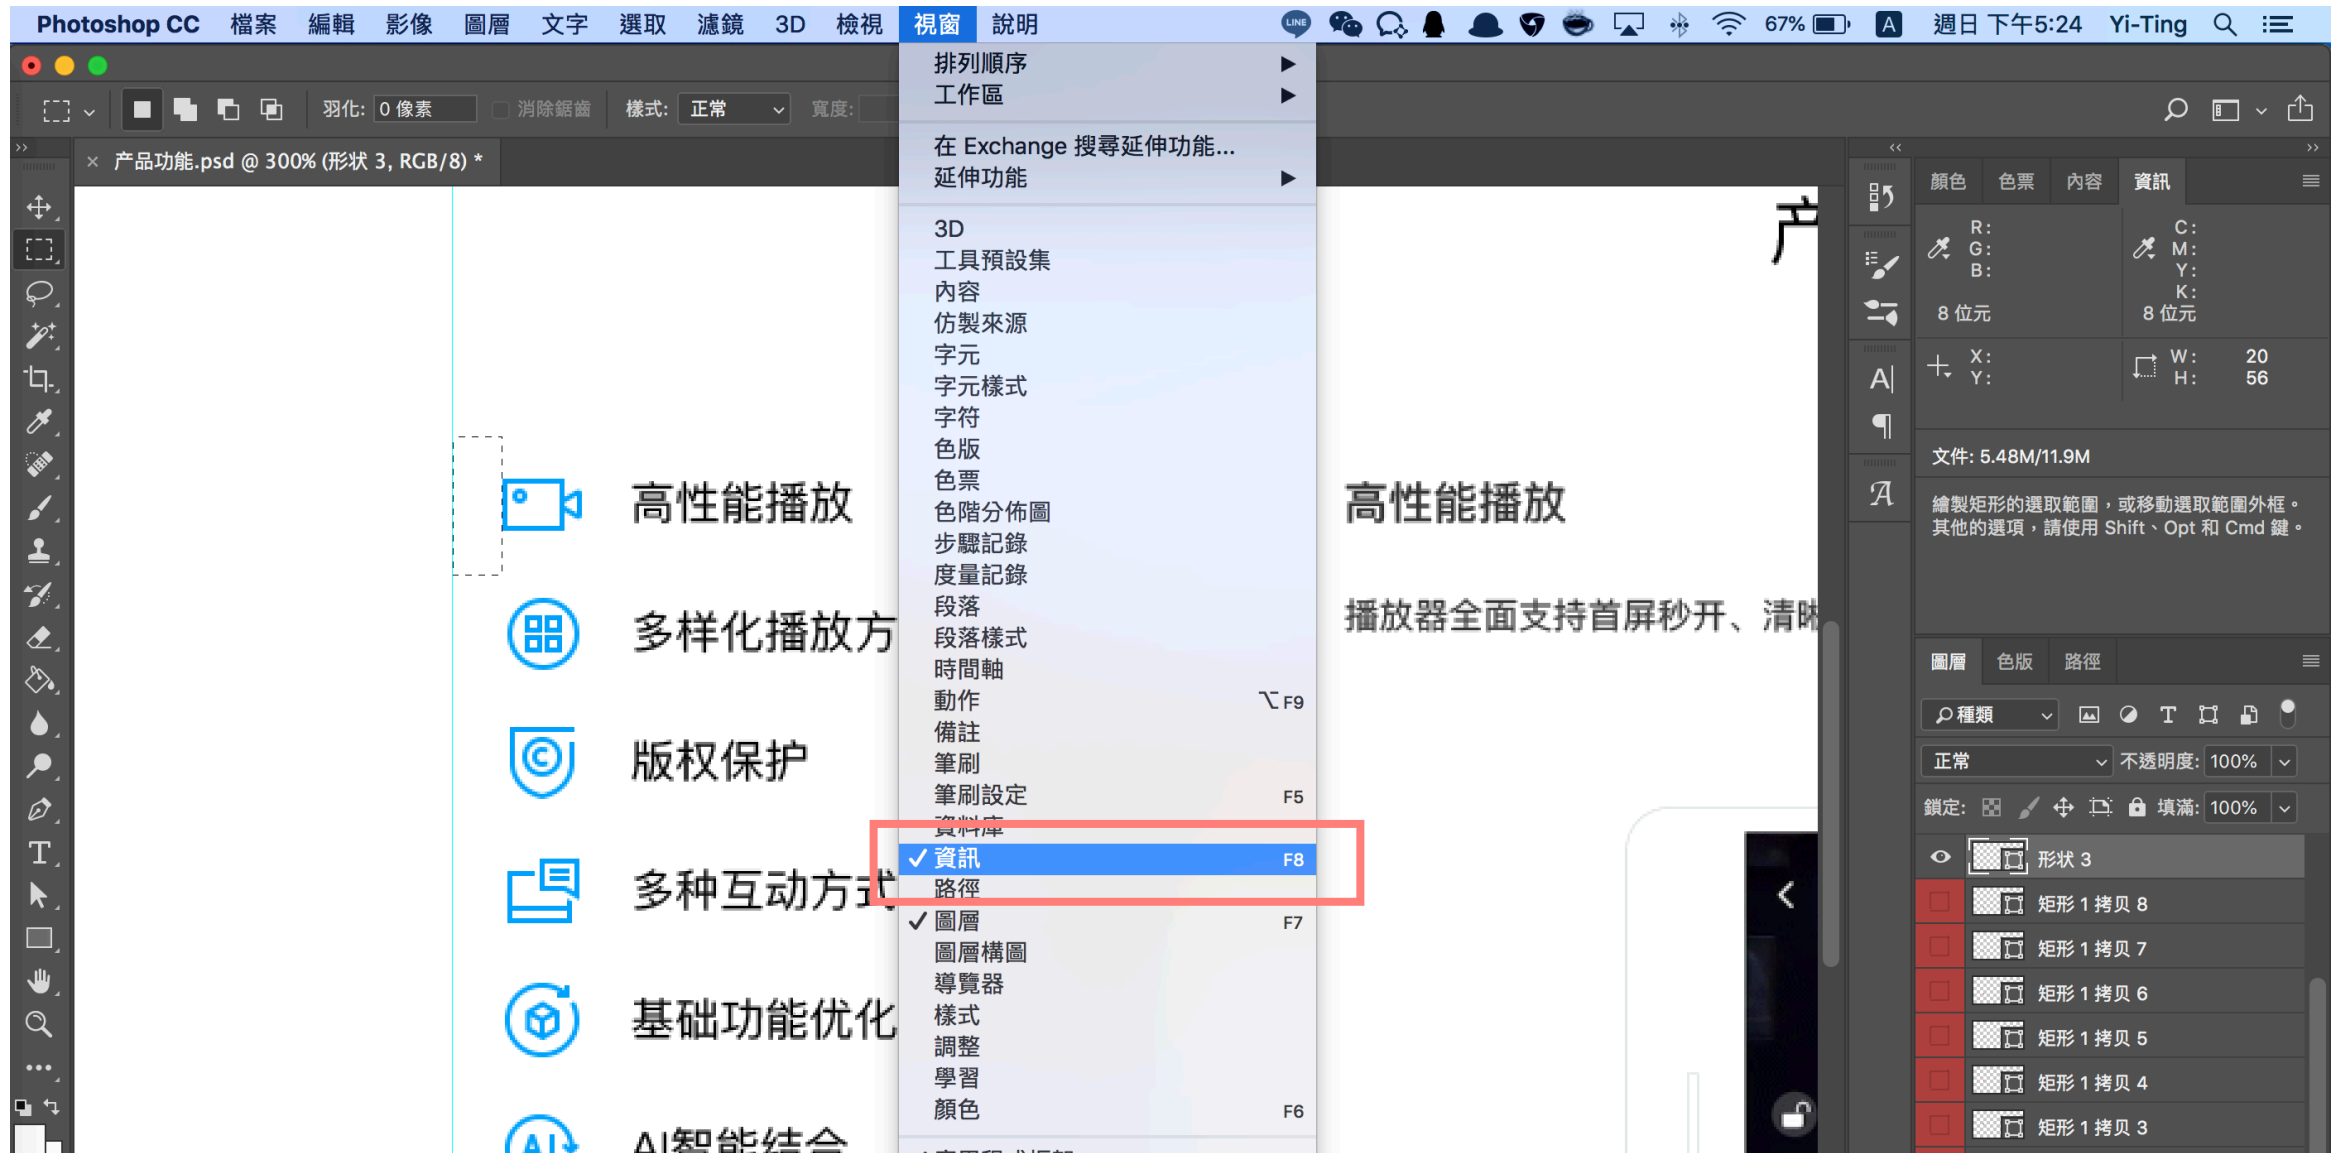 Photoshop CC 檔案 編輯 影像 圖層 文字 選取 濾鏡 3D 檢視 視窗 說明 LINE 67% A 週日 下午5:24 Yi-Ting
羽化: 0 像素 消除鋸齒 樣式: 正常 寬度:
× 产品功能.psd @ 300% (形状 3, RGB/8) *
排列順序
工作區
在 Exchange 搜尋延伸功能...
延伸功能
3D
工具預設集
內容
仿製來源
字元
字元樣式
字符
色版
色票
色階分佈圖
步驟記錄
度量記錄
段落
段落樣式
時間軸
動作 ⌥F9
備註
筆刷
筆刷設定 F5
資料庫
✓ 資訊 F8
路徑
✓ 圖層 F7
圖層構圖
導覽器
樣式
調整
學習
顏色 F6
高性能播放
多样化播放方
版权保护
多种互动方式
基础功能优化
AI智能结合
产
高性能播放
播放器全面支持首屏秒开、清晰
顏色 色票 內容 資訊
R: C:
G: M:
B: Y:
K:
8 位元 8 位元
X: W: 20
Y: H: 56
文件: 5.48M/11.9M
繪製矩形的選取範圍，或移動選取範圍外框。
其他的選項，請使用 Shift、Opt 和 Cmd 鍵。
圖層 色版 路徑
種類
正常 不透明度: 100%
鎖定: 填滿: 100%
形状 3
矩形 1 拷贝 8
矩形 1 拷贝 7
矩形 1 拷贝 6
矩形 1 拷贝 5
矩形 1 拷贝 4
矩形 1 拷贝 3